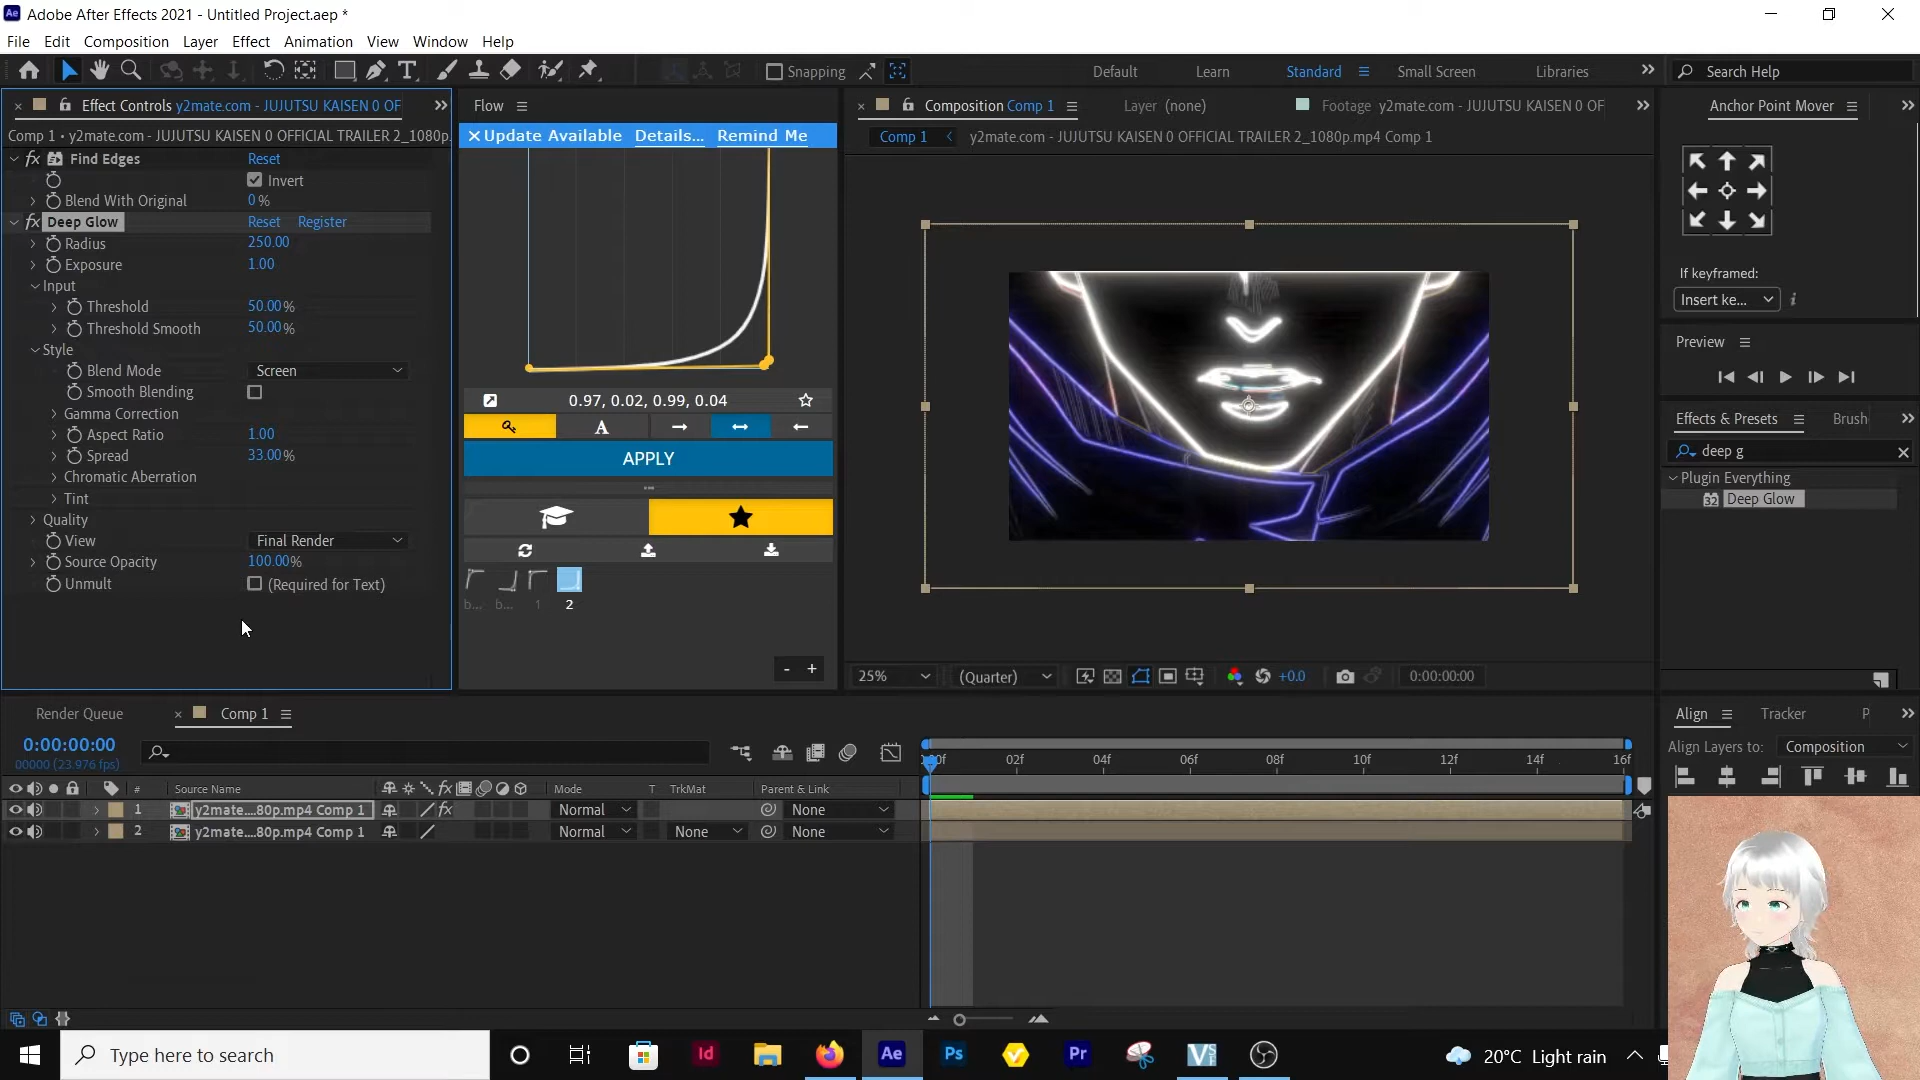 Adobe After Effects 2021 - Untitled Project.aep *
File Edit Composition Layer Effect Animation View Window Help
Snapping Default Learn Standard Small Screen Libraries Search Help
Effect Controls y2mate.com - JUJUTSU KAISEN 0 OF
Comp 1 • y2mate.com - JUJUTSU KAISEN 0 OFFICIAL TRAILER 2_1080p.
fx Find Edges Reset
Invert
Blend With Original 0 %
fx Deep Glow Reset Register
Radius 250.00
Exposure 1.00
Input
Threshold 50.00 %
Threshold Smooth 50.00 %
Style
Blend Mode Screen
Smooth Blending
Gamma Correction
Aspect Ratio 1.00
Spread 33.00 %
Chromatic Aberration
Tint
Quality
View Final Render
Source Opacity 100.00 %
Unmult (Required for Text)
Flow
Update Available Details... Remind Me
0.97, 0.02, 0.99, 0.04
A
APPLY
b... b... 1 2
- +
Composition Comp 1 Layer (none) Footage y2mate.com - JUJUTSU KAISEN 0 OF
Comp 1 y2mate.com - JUJUTSU KAISEN 0 OFFICIAL TRAILER 2_1080p.mp4 Comp 1
25% (Quarter) +0.0 0:00:00:00
Anchor Point Mover
If keyframed:
Insert ke... i
Preview
Effects & Presets Brush
deep g
Plugin Everything
32 Deep Glow
Render Queue Comp 1
0:00:00:00
00000 (23.976 fps)
# Source Name fx Mode T TrkMat Parent & Link
1 y2mate....80p.mp4 Comp 1 fx Normal None
2 y2mate....80p.mp4 Comp 1 Normal None None
02f 04f 06f 08f 10f 12f 14f 16f
Align Tracker P
Align Layers to: Composition
Type here to search
Id Ae Ps Pr
20°C Light rain